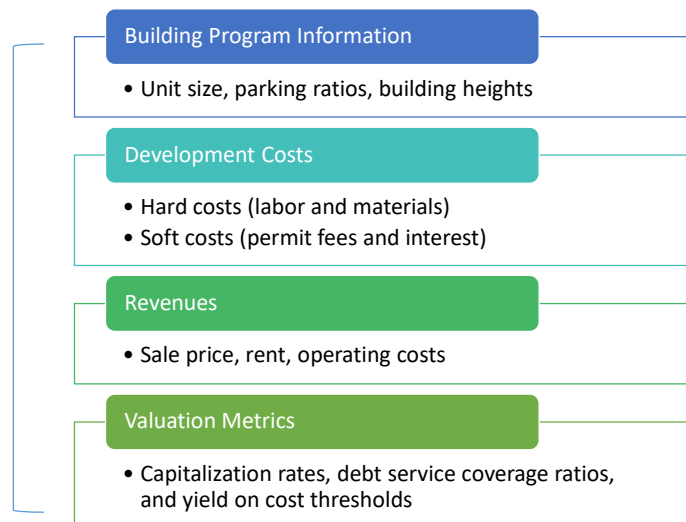 Building Program Information
• Unit size, parking ratios, building heights
Development Costs
• Hard costs (labor and materials)
• Soft costs (permit fees and interest)
Revenues
• Sale price, rent, operating costs
Valuation Metrics
• Capitalization rates, debt service coverage ratios,
and yield on cost thresholds